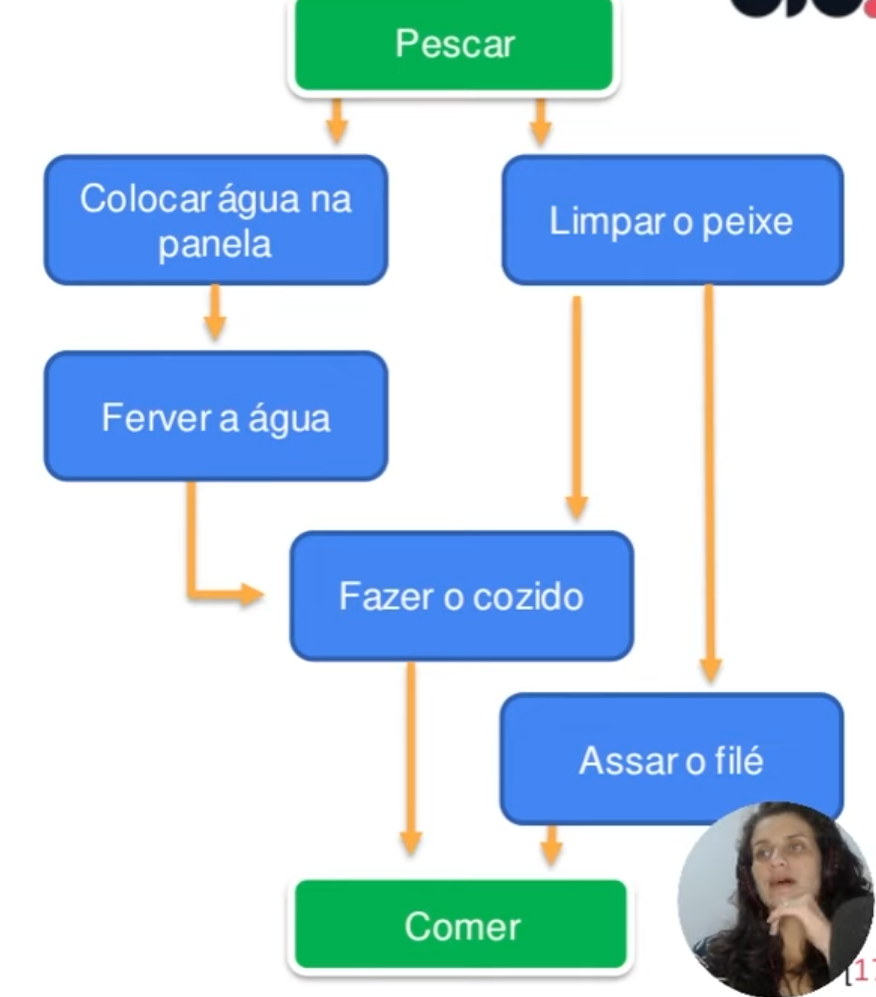 Pescar
Colocar água na
panela
Limpar o peixe
Ferver a água
Fazer o cozido
Assar o filé
Comer